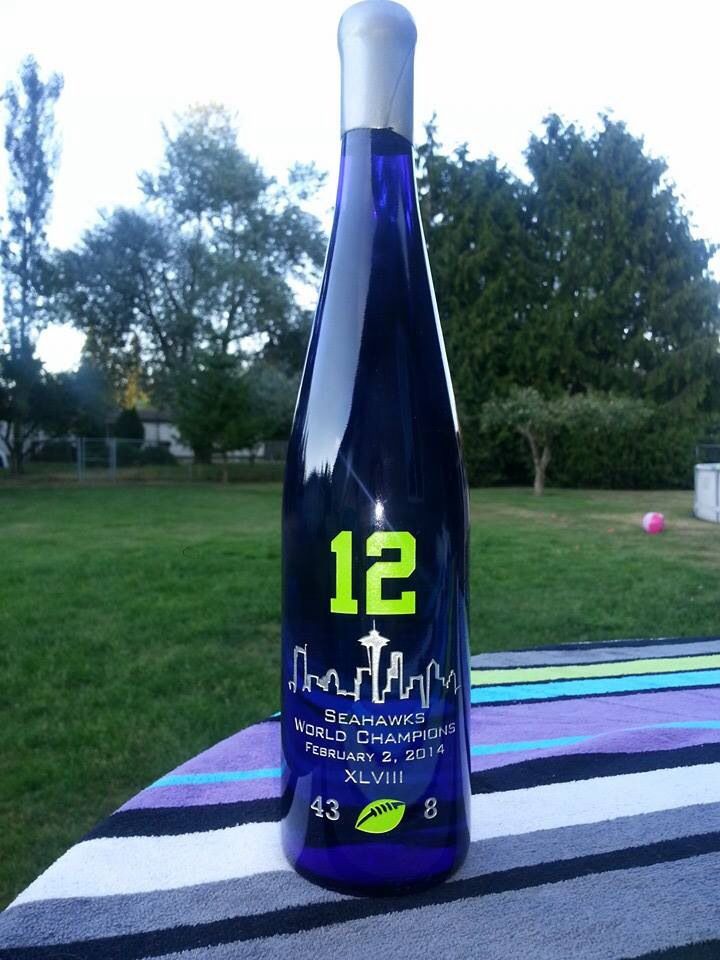 12
SEAHAWKS
WORLD CHAMPIONS
FEBRUARY 2, 2014
XLVIII
43 8